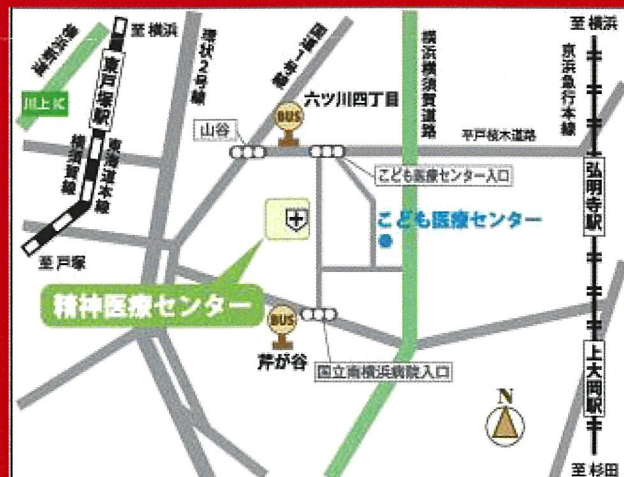 至横浜
横浜新道
川上IC
東戸塚駅
東海道本線
横須賀線
至戸塚
環状2号線
国道1号線
六ツ川四丁目
BUS
山谷
横浜横須賀道路
平戸桜木道路
こども医療センター入口
こども医療センター
至横浜
京浜急行本線
弘明寺駅
精神医療センター
BUS
芹が谷
国立南横浜病院入口
上大岡駅
N
至杉田